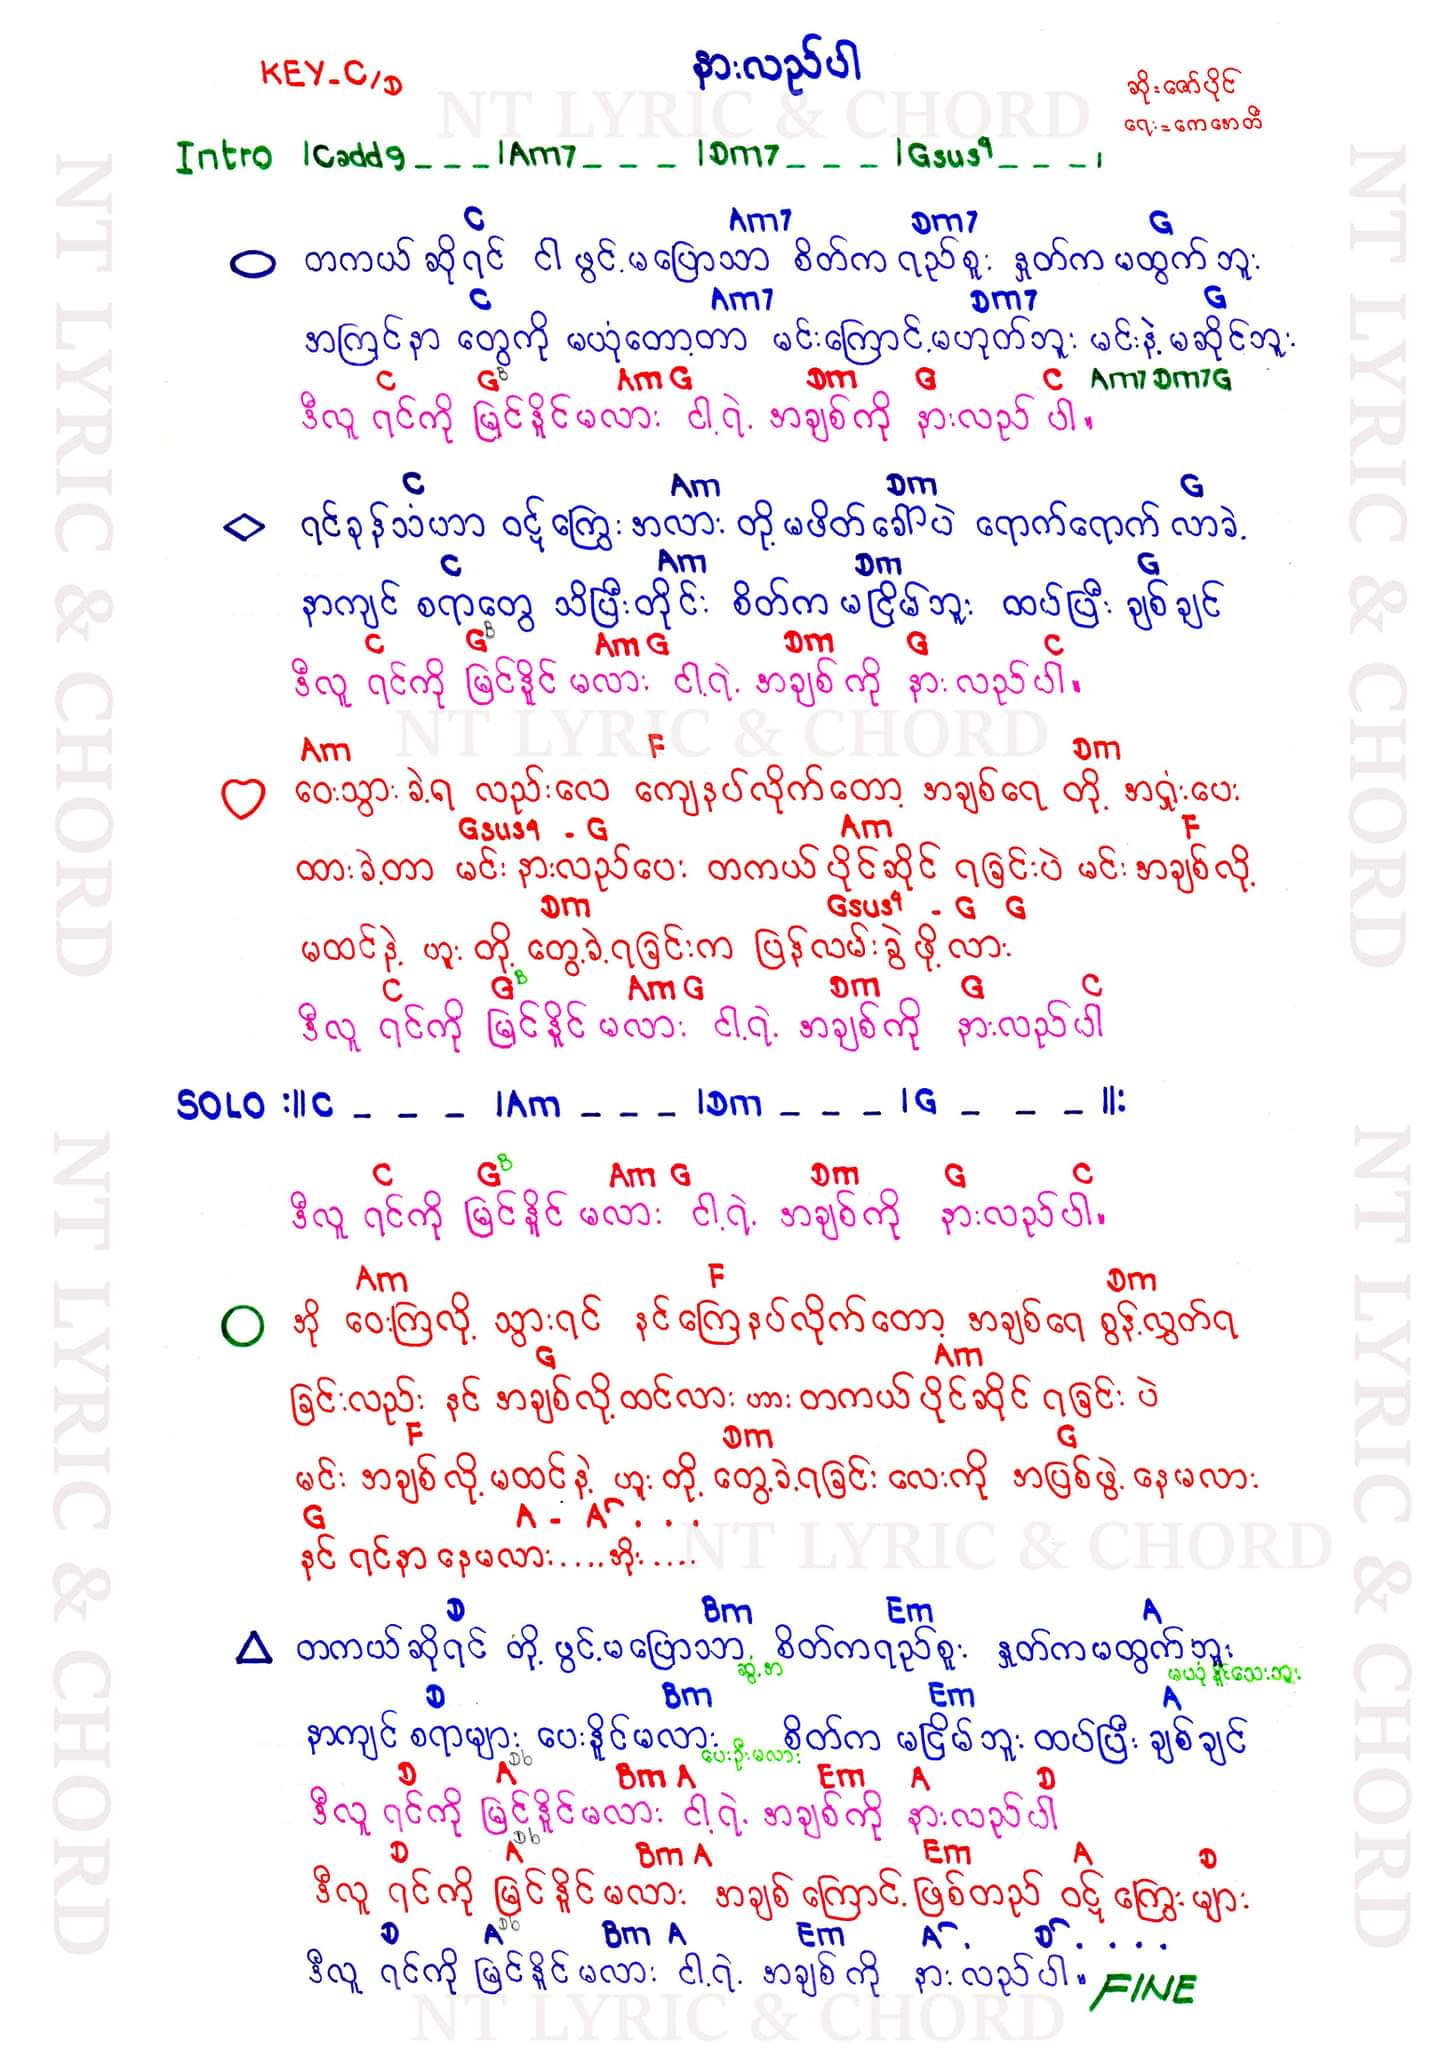 KEY-C/D
နားလည်ပါ
ဆို=ဇော်ပိုင်
ရေး=ကေဇောတီ
Intro |Cadd9 _ _ _ |Am7 _ _ _ |Dm7 _ _ _ |Gsus4 _ _ _ |
C Am7 Dm7 G
တကယ်ဆိုရင် ငါ ဖွင့်မပြောသာ စိတ်က ရည်စူး နှုတ်က မထွက်ဘူး
C Am7 Dm7 G
အကြင်နာ တွေကို မယုံတော့တာ မင်းကြောင့်မဟုတ်ဘူး မင်းနဲ့ မဆိုင်ဘူး
C G B Am G Dm G C Am7 Dm7 G
ဒီလူ ရင်ကို မြင်နိုင်မလား ငါ့ရဲ့ အချစ်ကို နားလည် ပါ။
C Am Dm G
ရင်ခုန်သံဟာ ဝဋ်ကြွေးအလား တို့မဖိတ်ခေါ်ပဲ ရောက်ရောက်လာခဲ့
C Am Dm G
နာကျင် စရာတွေ သိပြီးတိုင်း စိတ်က မငြိမ်ဘူး ထပ်ပြီး ချစ်ချင်
C G B Am G Dm G C
ဒီလူ ရင်ကို မြင်နိုင် မလား ငါ့ရဲ့ အချစ် ကို နားလည်ပါ။
Am F Dm
ဝေးသွားခဲ့ရ လည်းလေ ကျေနပ်လိုက်တော့ အချစ်ရေ တို့ အရှုံးပေး
Gsus4 - G Am F
ထားခဲ့တာ မင်းနားလည်ပေး တကယ် ပိုင်ဆိုင် ရခြင်းပဲ မင်းအချစ်လို့
Dm Gsus4 - G G
မထင်နဲ့ ဟူး တို့ တွေ့ခဲ့ရခြင်းက ပြန်လမ်းခွဲ ဖို့လား
C G B Am G Dm G C
ဒီလူ ရင်ကို မြင်နိုင် မလား ငါ့ရဲ့ အချစ်ကို နားလည်ပါ
SOLO :||C _ _ _ |Am _ _ _ |Dm _ _ _ |G _ _ _ ||:
C G B Am G Dm G C
ဒီလူ ရင်ကို မြင်နိုင် မလား ငါ့ရဲ့ အချစ်ကို နားလည်ပါ။
Am F Dm
အို ဝေးကြလို့ သွားရင် နင်ကြေနပ်လိုက်တော့ အချစ်ရေ စွန့်လွှတ်ရ
G Am
ခြင်းလည်း နင် အချစ်လို့ထင်လား ဟားတကယ်ပိုင်ဆိုင် ရခြင်း ပဲ
F Dm G
မင်း အချစ်လို့မထင်နဲ့ ဟူးတို့ တွေ့ခဲ့ရခြင်း လေးကို အပြစ်ဖွဲ့ နေမလား
G A - A . . .
နင် ရင်နာ နေမလား....အိုး....
D Bm Em A
တကယ်ဆိုရင် တို့ ဖွင့်မပြောသာ စိတ်ကရည်စူး နှုတ်ကမထွက်ဘူး
ဆွံ့အ မယုံနိုင်သေးဘူး
D Bm Em A
နာကျင် စရာများ ပေးနိုင်မလား စိတ်က မငြိမ်ဘူး ထပ်ပြီး ချစ်ချင်
ပေးဦးမလား
D A Db Bm A Em A D
ဒီလူ ရင်ကို မြင်နိုင်မလား ငါ့ရဲ့ အချစ်ကို နားလည်ပါ
D A Db Bm A Em A D
ဒီလူ ရင်ကို မြင်နိုင်မလား အချစ်ကြောင့် ဖြစ်တည် ဝဋ်ကြွေးများ
D A Db Bm A Em A . D . . . .
ဒီလူ ရင်ကို မြင်နိုင်မလား ငါ့ရဲ့ အချစ်ကို နားလည်ပါ။ FINE
NT LYRIC & CHORD
NT LYRIC & CHORD
NT LYRIC & CHORD
NT LYRIC & CHORD
NT LYRIC & CHORD
NT LYRIC & CHORD
NT LYRIC & CHORD
NT LYRIC & CHORD